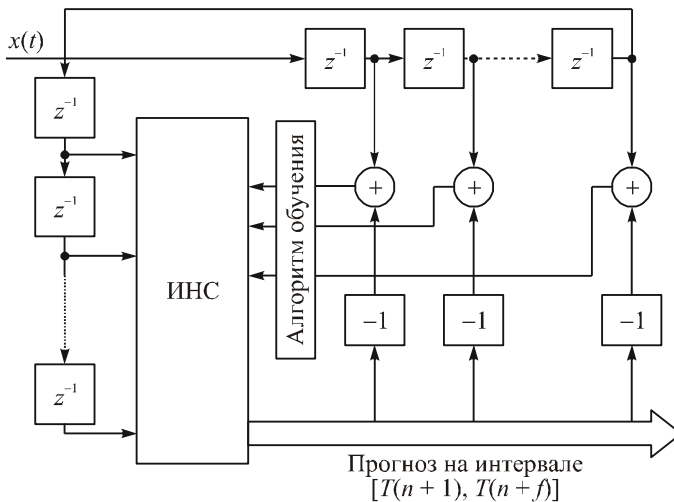 x(t)
z⁻¹
z⁻¹
z⁻¹
z⁻¹
z⁻¹
z⁻¹
ИНС
Алгоритм обучения
+
+
+
−1
−1
−1
Прогноз на интервале
[T(n + 1), T(n + f)]